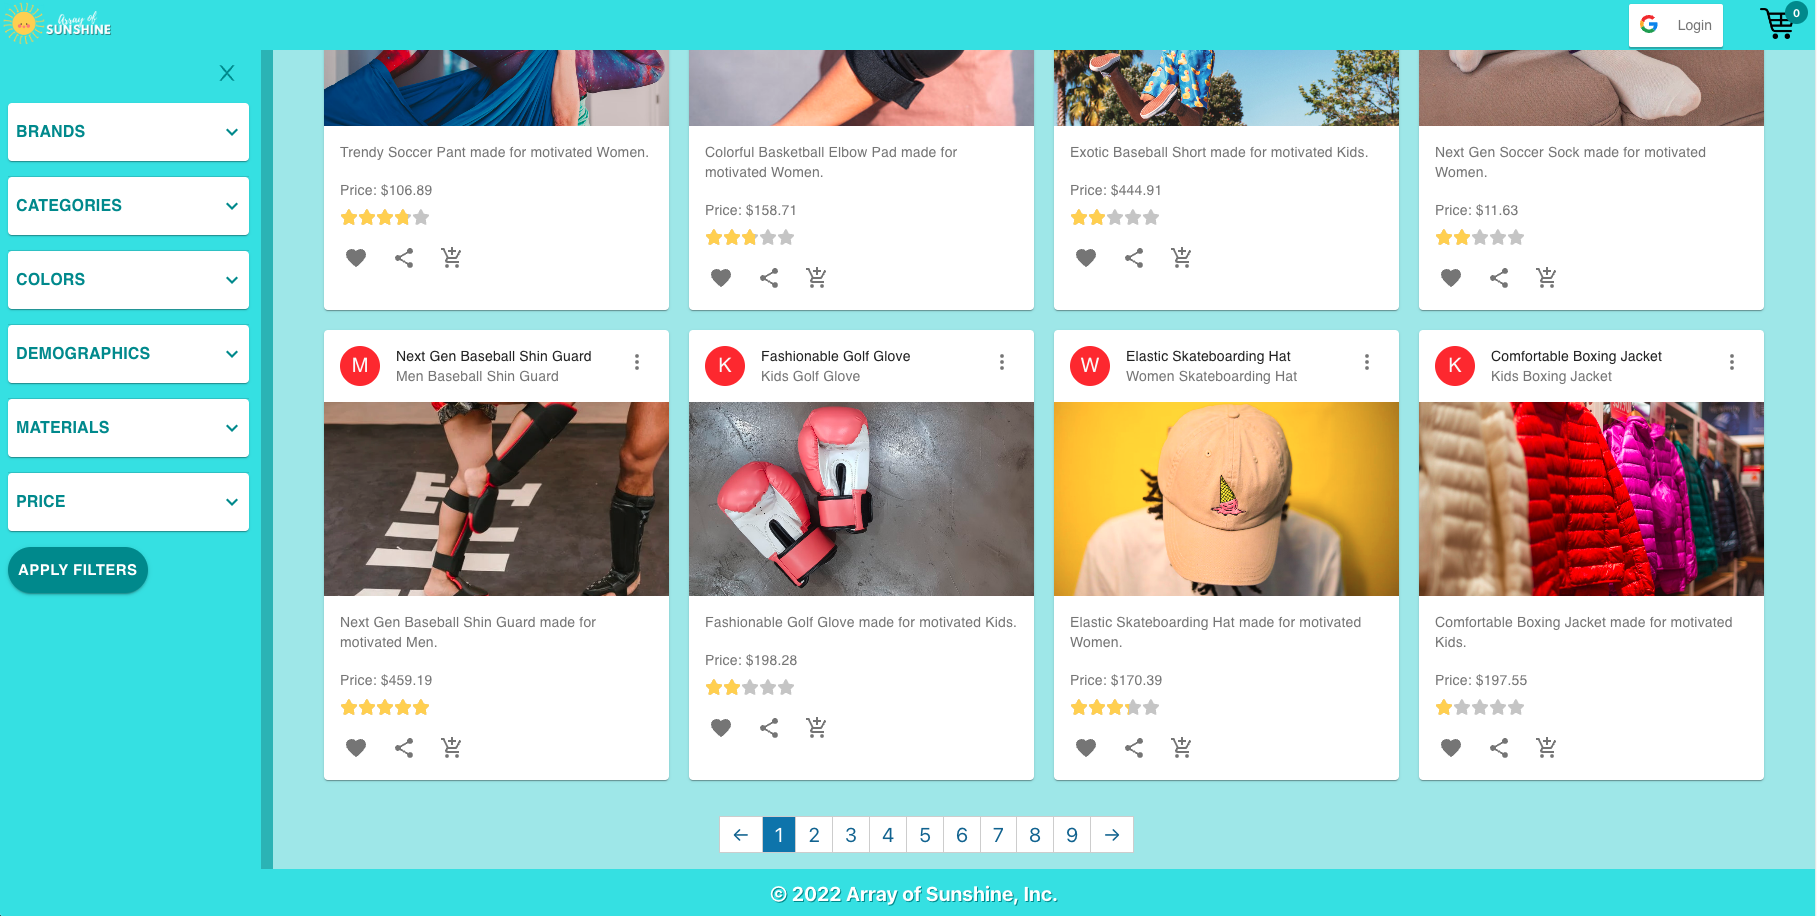 Array of
SUNSHINE
Login
0
X
BRANDS
CATEGORIES
COLORS
DEMOGRAPHICS
MATERIALS
PRICE
APPLY FILTERS
Trendy Soccer Pant made for motivated Women.
Price: $106.89
Colorful Basketball Elbow Pad made for
motivated Women.
Price: $158.71
Exotic Baseball Short made for motivated Kids.
Price: $444.91
Next Gen Soccer Sock made for motivated
Women.
Price: $11.63
M
Next Gen Baseball Shin Guard
Men Baseball Shin Guard
Next Gen Baseball Shin Guard made for
motivated Men.
Price: $459.19
K
Fashionable Golf Glove
Kids Golf Glove
Fashionable Golf Glove made for motivated Kids.
Price: $198.28
W
Elastic Skateboarding Hat
Women Skateboarding Hat
Elastic Skateboarding Hat made for motivated
Women.
Price: $170.39
K
Comfortable Boxing Jacket
Kids Boxing Jacket
Comfortable Boxing Jacket made for motivated
Kids.
Price: $197.55
← 1 2 3 4 5 6 7 8 9 →
© 2022 Array of Sunshine, Inc.